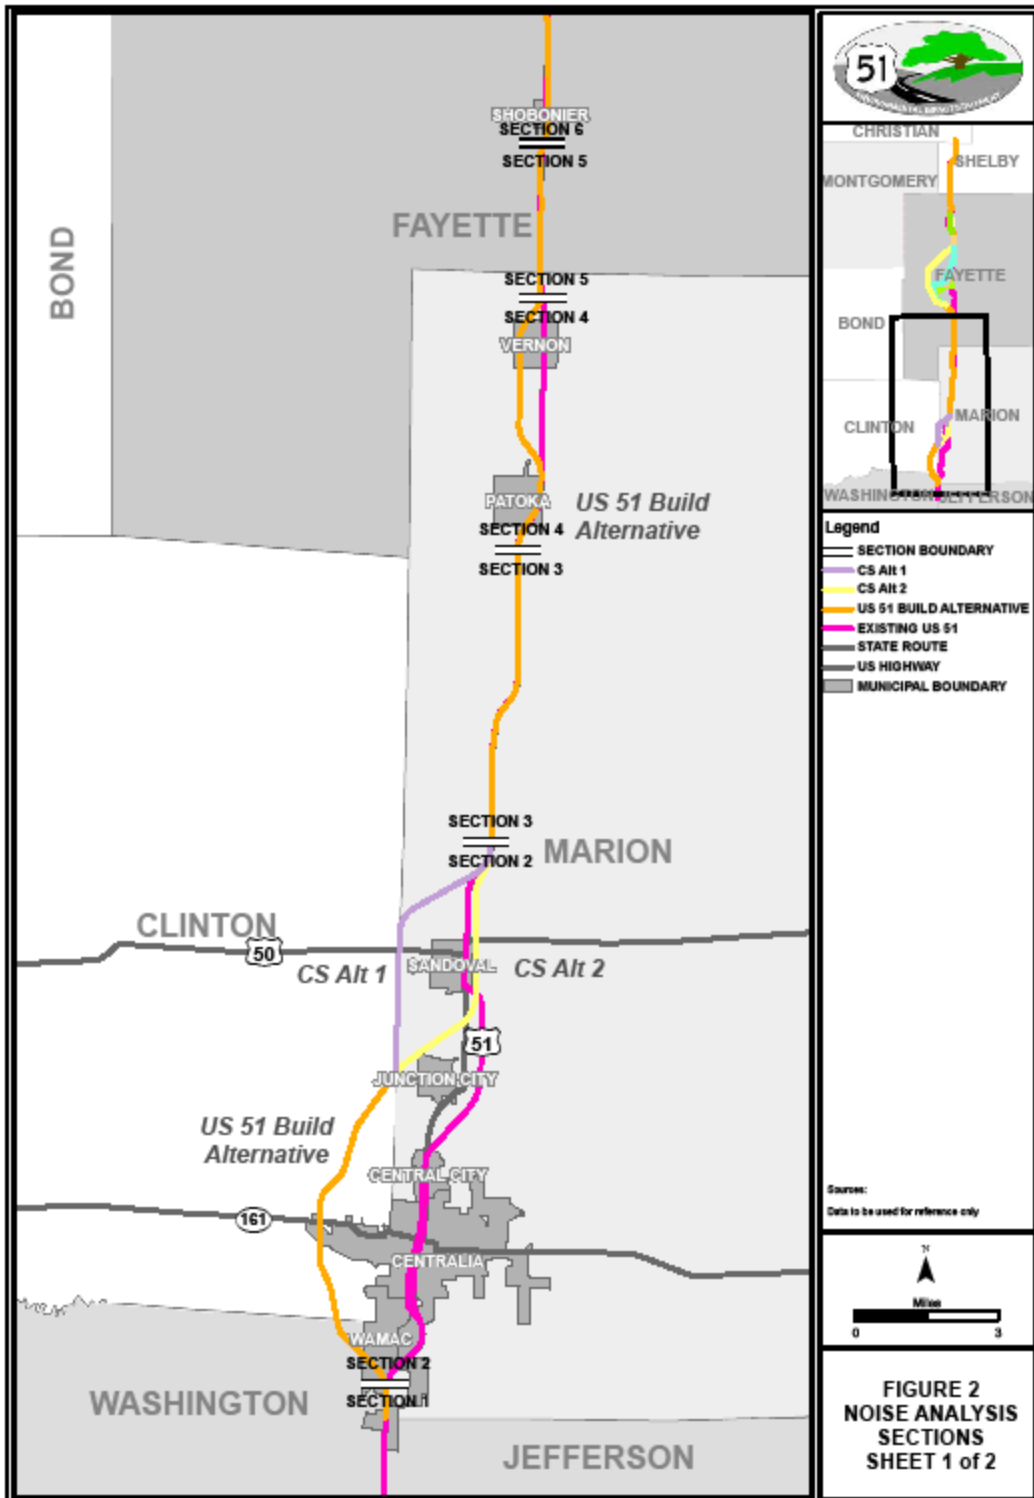 SHOBONIER
SECTION 6
SECTION 5
FAYETTE
BOND
SECTION 5
SECTION 4
VERNON
PATOKA
US 51 Build
Alternative
SECTION 4
SECTION 3
SECTION 3
SECTION 2
MARION
CLINTON
50
CS Alt 1
SANDOVAL
CS Alt 2
51
JUNCTION CITY
US 51 Build
Alternative
CENTRAL CITY
161
CENTRALIA
WAMAC
SECTION 2
SECTION 1
WASHINGTON
JEFFERSON
51
CHRISTIAN
SHELBY
MONTGOMERY
FAYETTE
BOND
MARION
CLINTON
WASHINGTON
JEFFERSON
Legend
SECTION BOUNDARY
CS Alt 1
CS Alt 2
US 51 BUILD ALTERNATIVE
EXISTING US 51
STATE ROUTE
US HIGHWAY
MUNICIPAL BOUNDARY
Sources:
Data to be used for reference only
N
Miles
0 3
FIGURE 2
NOISE ANALYSIS
SECTIONS
SHEET 1 of 2